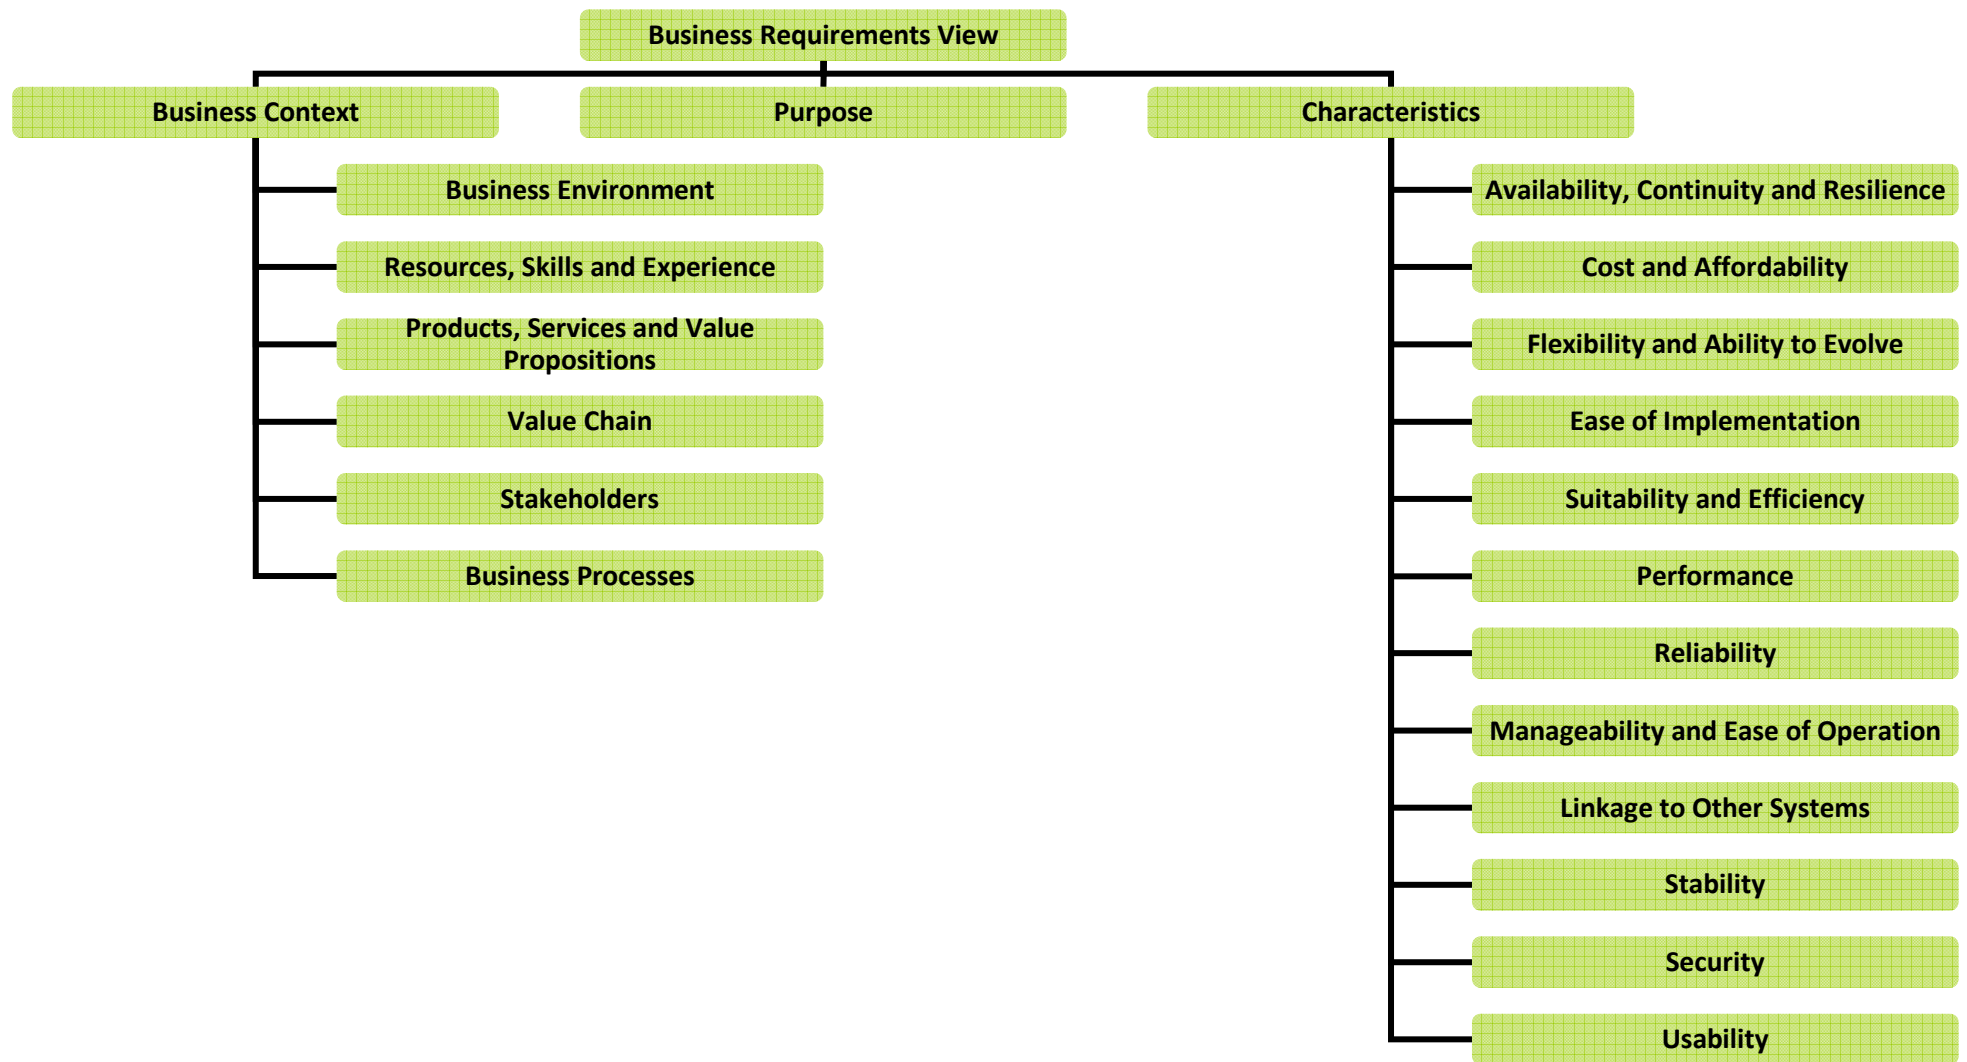 Business Requirements View
Business Context
Purpose
Characteristics
Business Environment
Resources, Skills and Experience
Products, Services and Value
Propositions
Value Chain
Stakeholders
Business Processes
Availability, Continuity and Resilience
Cost and Affordability
Flexibility and Ability to Evolve
Ease of Implementation
Suitability and Efficiency
Performance
Reliability
Manageability and Ease of Operation
Linkage to Other Systems
Stability
Security
Usability